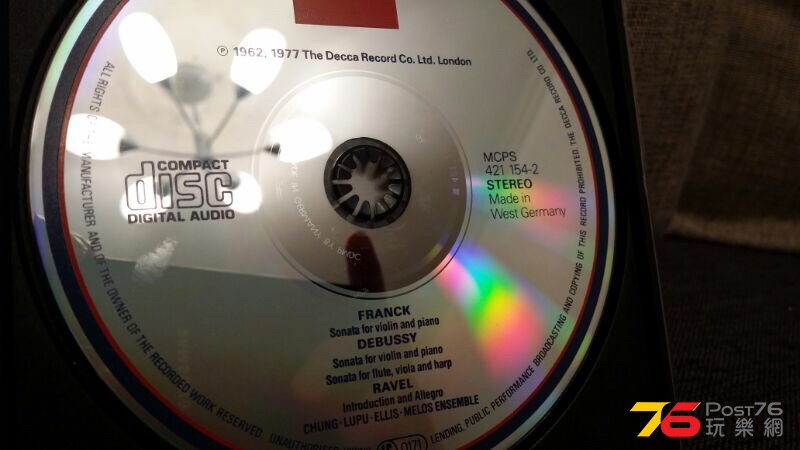 ℗ 1962, 1977 The Decca Record Co. Ltd. London
COMPACT
disc
DIGITAL AUDIO
MCPS
421 154-2
STEREO
Made in
West Germany
FRANCK
Sonata for violin and piano
DEBUSSY
Sonata for violin and piano
Sonata for flute, viola and harp
RAVEL
Introduction and Allegro
CHUNG·LUPU·ELLIS·MELOS ENSEMBLE
ALL RIGHTS OF THE MANUFACTURER AND OF THE OWNER OF THE RECORDED WORK RESERVED. UNAUTHORISED
0171
LENDING, PUBLIC PERFORMANCE, BROADCASTING AND COPYING OF THIS RECORD PROHIBITED. THE DECCA RECORD CO. LTD.
76 Post76
玩樂網